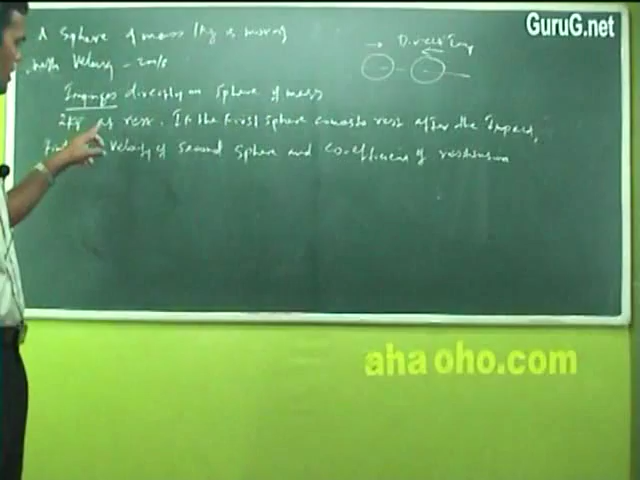 GuruG.net
A Sphere of mass 1kg is moving
with Velocity - 2m/s
Direct Imp
Impinges directly on Sphere of mass
2kg at rest. If the first sphere comes to rest after the Impact,
Find velocity of second sphere and co-efficient of restitution
aha oho.com